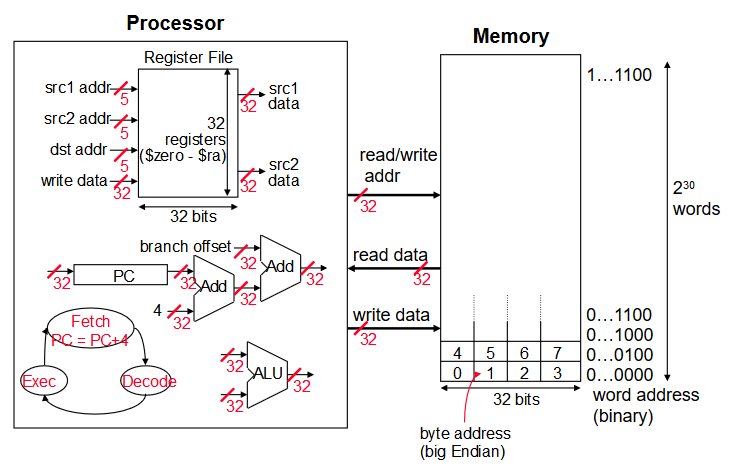 Processor
Memory
Register File
src1 addr
5
src2 addr
5
dst addr
5
write data
32
32
registers
($zero - $ra)
32 bits
src1
data
32
src2
data
32
branch offset
32
Add
32
32
PC
32
Add
32
4
32
Fetch
PC = PC+4
Exec
Decode
32
ALU
32
32
read/write
addr
32
read data
32
write data
32
1…1100
2³⁰
words
0…1100
0…1000
4 5 6 7
0…0100
0 1 2 3
0…0000
32 bits
word address
(binary)
byte address
(big Endian)